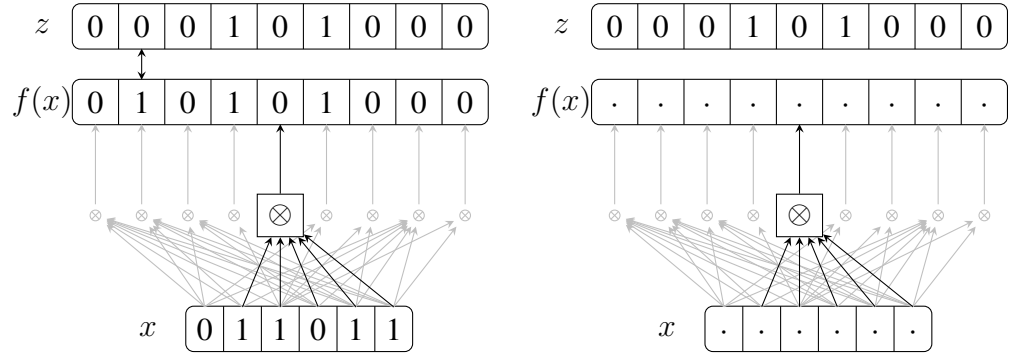 z 0 0 0 1 0 1 0 0 0
f(x) 0 1 0 1 0 1 0 0 0
⊗ ⊗ ⊗ ⊗ ⊗ ⊗ ⊗ ⊗ ⊗
x 0 1 1 0 1 1
z 0 0 0 1 0 1 0 0 0
f(x) · · · · · · · · ·
⊗ ⊗ ⊗ ⊗ ⊗ ⊗ ⊗ ⊗ ⊗
x · · · · · ·